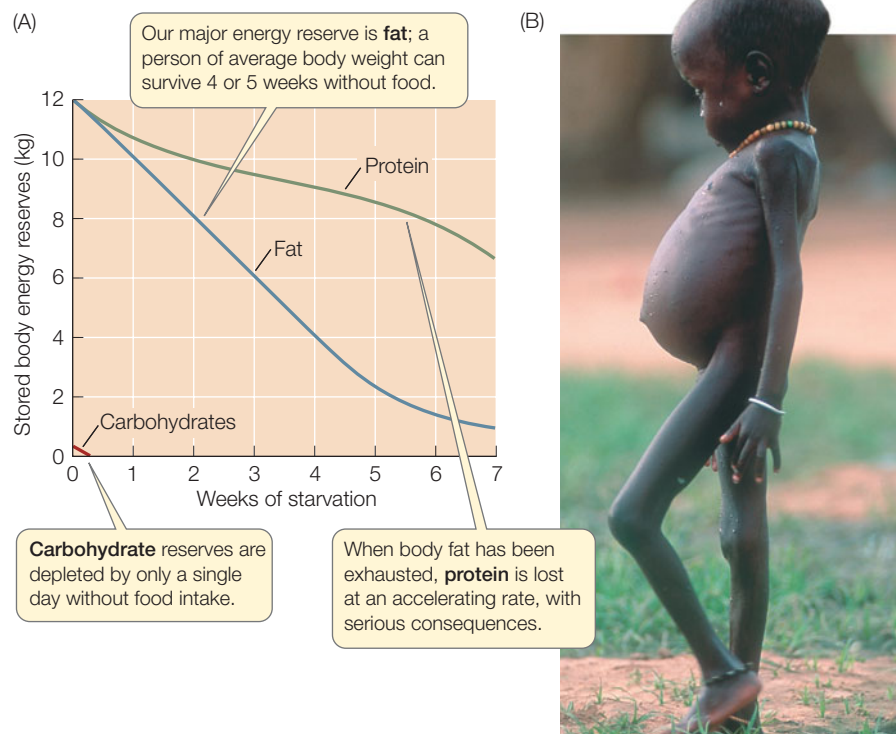 (A)
Our major energy reserve is fat; a
person of average body weight can
survive 4 or 5 weeks without food.
(B)
12
10
8
6
4
2
0
Stored body energy reserves (kg)
Protein
Fat
Carbohydrates
0 1 2 3 4 5 6 7
Weeks of starvation
Carbohydrate reserves are
depleted by only a single
day without food intake.
When body fat has been
exhausted, protein is lost
at an accelerating rate, with
serious consequences.